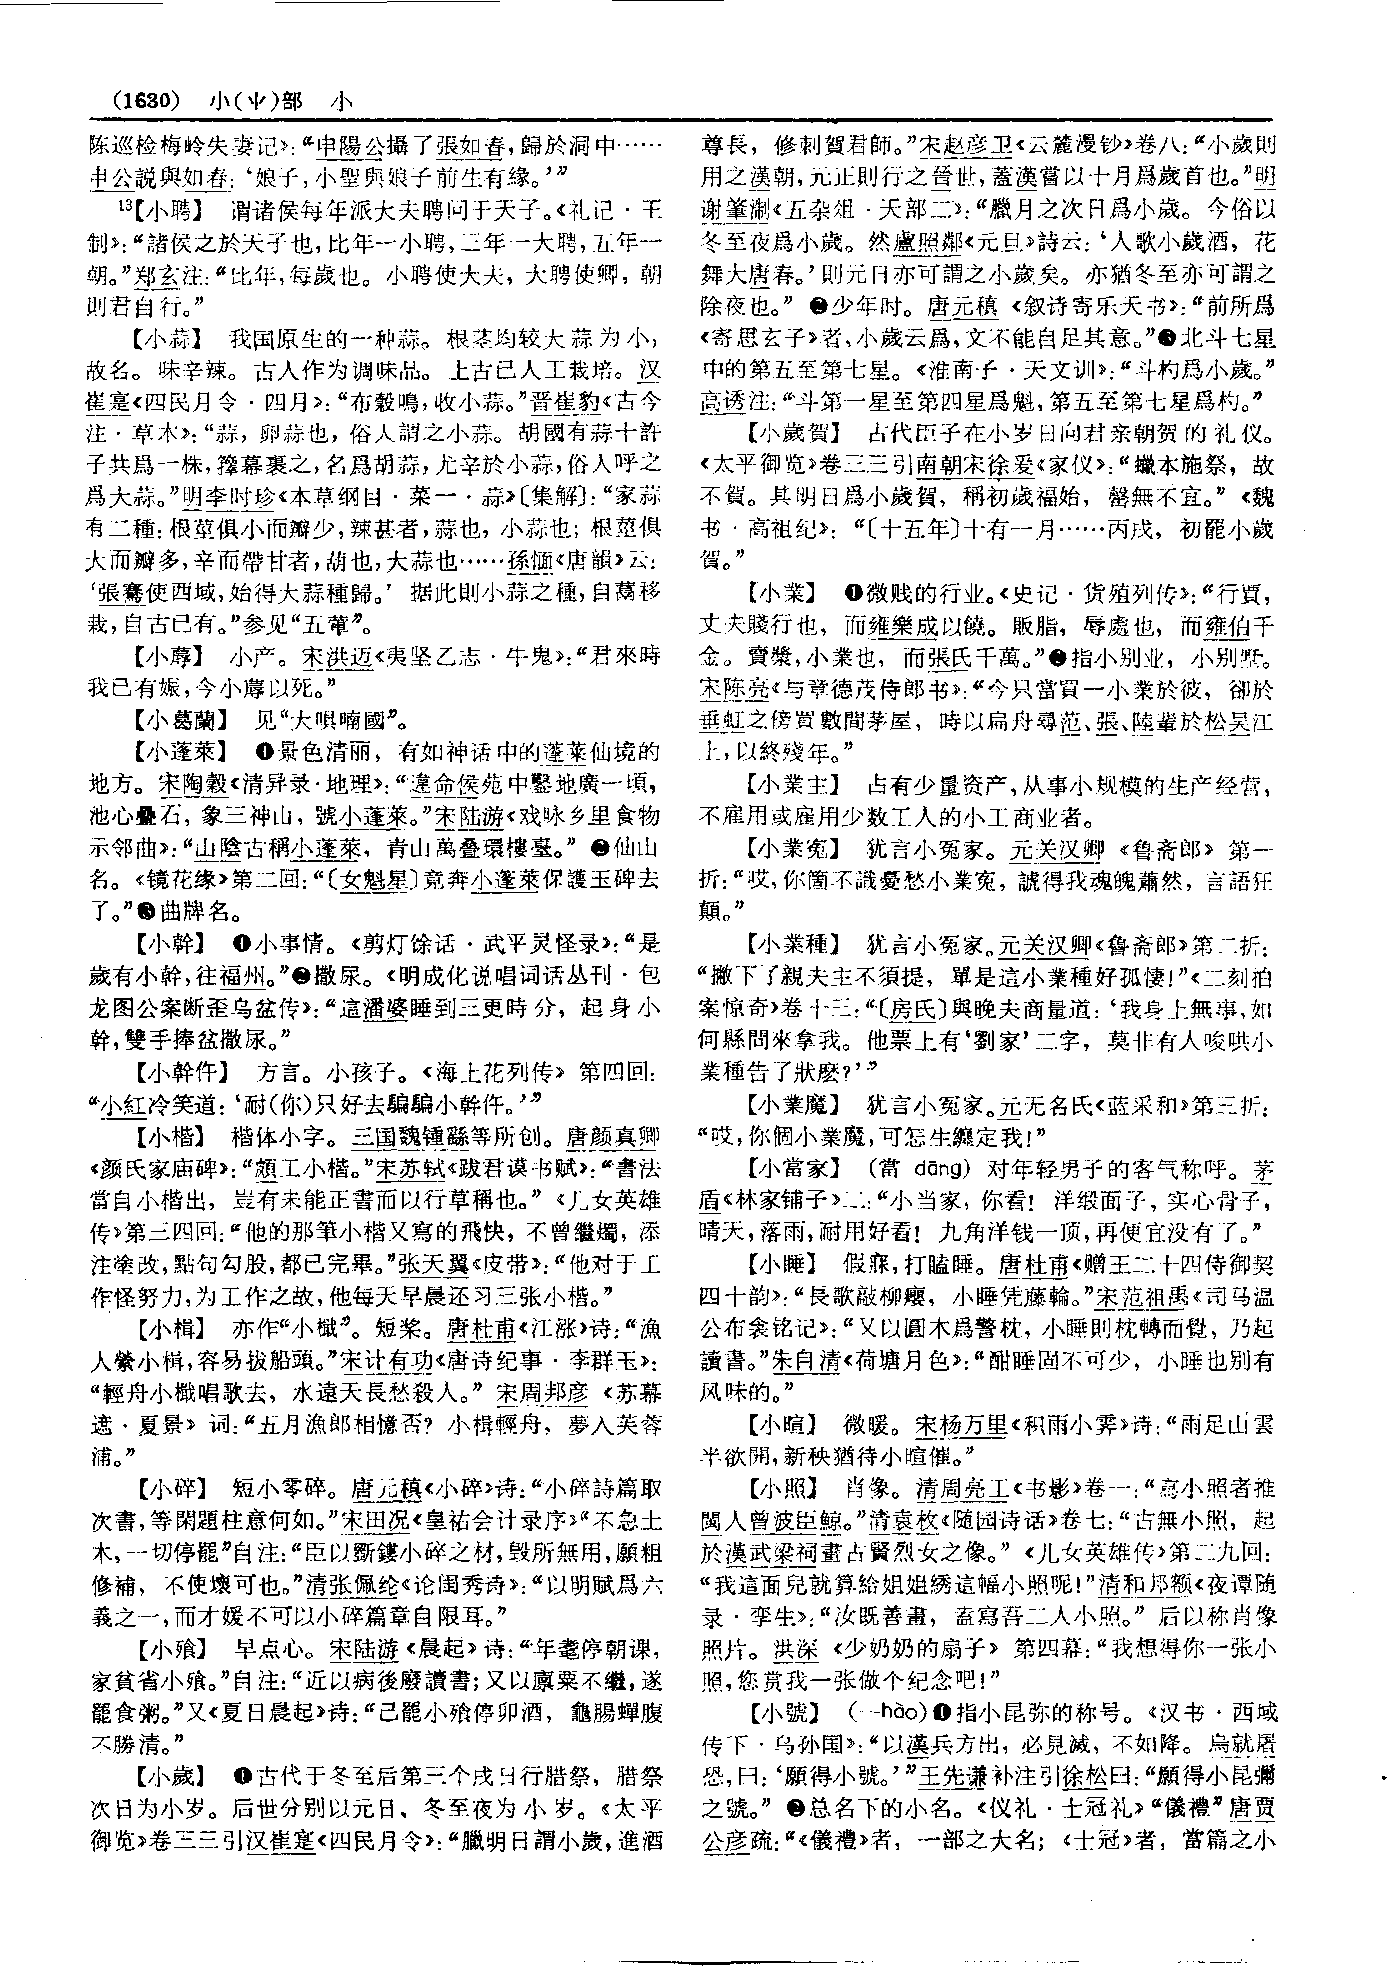 (1630) 小(⺌)部 小
陈巡检梅岭失妻记》：“申陽公攝了張如春，歸於洞中……
申公説與如春：‘娘子，小聖與娘子前生有緣。’”
13【小聘】 谓诸侯每年派大夫聘问于天子。《礼记·王
制》：“諸侯之於天子也，比年一小聘，三年一大聘，五年一
朝。”郑玄注：“比年，每歲也。小聘使大夫，大聘使卿，朝
則君自行。”
【小蒜】 我国原生的一种蒜。根茎均较大蒜为小，
故名。味辛辣。古人作为调味品。上古已人工栽培。汉
崔寔《四民月令·四月》：“布穀鳴，收小蒜。”晋崔豹《古今
注·草木》：“蒜，卵蒜也，俗人謂之小蒜。胡國有蒜十許
子共爲一株，籜幕裹之，名爲胡蒜，尤辛於小蒜，俗人呼之
爲大蒜。”明李时珍《本草纲目·菜一·蒜》〔集解〕：“家蒜
有二種：根莖俱小而瓣少，辣甚者，蒜也，小蒜也；根莖俱
大而瓣多，辛而帶甘者，葫也，大蒜也……孫愐《唐韻》云：
‘張騫使西域，始得大蒜種歸。’據此則小蒜之種，自蒚移
栽，自古已有。”参见“五葷”。
【小蓐】 小产。宋洪迈《夷坚乙志·牛鬼》：“君來時
我已有娠，今小蓐以死。”
【小葛蘭】 见“大唄喃國”。
【小蓬萊】 ❶景色清丽，有如神话中的蓬莱仙境的
地方。宋陶穀《清异录·地理》：“違命侯苑中鑿地廣一頃，
池心疊石，象三神山，號小蓬萊。”宋陆游《戏咏乡里食物
示邻曲》：“山陰古稱小蓬萊，青山萬叠環樓臺。”❷仙山
名。《镜花缘》第二回：“〔女魁星〕竟奔小蓬萊保護玉碑去
了。”❸曲牌名。
【小幹】 ❶小事情。《剪灯馀话·武平灵怪录》：“是
歲有小幹，往福州。”❷撒尿。《明成化说唱词话丛刊·包
龙图公案断歪乌盆传》：“這潘婆睡到三更時分，起身小
幹，雙手捧盆撒尿。”
【小幹仵】 方言。小孩子。《海上花列传》第四回：
“小紅冷笑道：‘耐(你)只好去騙騙小幹仵。’”
【小楷】 楷体小字。三国魏锺繇等所创。唐颜真卿
《颜氏家庙碑》：“頗工小楷。”宋苏轼《跋君谟书赋》：“書法
當自小楷出，豈有未能正書而以行草稱也。”《儿女英雄
传》第三四回：“他的那筆小楷又寫的飛快，不曾繼燭，添
注塗改，點句勾股，都已完畢。”张天翼《皮带》：“他对于工
作怪努力，为工作之故，他每天早晨还习三张小楷。”
【小楫】 亦作“小檝”。短桨。唐杜甫《江涨》诗：“漁
人縈小楫，容易拔船頭。”宋计有功《唐诗纪事·李群玉》：
“輕舟小檝唱歌去，水遠天長愁殺人。”宋周邦彦《苏幕
遮·夏景》词：“五月漁郎相憶否？小楫輕舟，夢入芙蓉
浦。”
【小碎】 短小零碎。唐元稹《小碎》诗：“小碎詩篇取
次書，等閑題柱意何如。”宋田况《皇祐会计录序》“不急土
木，一切停罷”自注：“臣以斲鏤小碎之材，毁所無用，願粗
修補，不使壞可也。”清张佩纶《论闺秀诗》：“以明賦爲六
義之一，而才媛不可以小碎篇章自限耳。”
【小飧】 早点心。宋陆游《晨起》诗：“年耄停朝课，
家貧省小飧。”自注：“近以病後廢讀書；又以廪粟不繼，遂
罷食粥。”又《夏日晨起》诗：“已罷小飧停卯酒，龜腸蟬腹
不勝清。”
【小歲】 ❶古代于冬至后第三个戌日行腊祭，腊祭
次日为小岁。后世分别以元日、冬至夜为小岁。《太平
御览》卷三三引汉崔寔《四民月令》：“臘明日謂小歲，進酒
尊長，修刺賀君師。”宋赵彦卫《云麓漫钞》卷八：“小歲則
用之漢朝，元正則行之晉世，蓋漢嘗以十月爲歲首也。”明
谢肇淛《五杂俎·天部二》：“臘月之次日爲小歲。今俗以
冬至夜爲小歲。然盧照鄰《元旦》詩云：‘人歌小歲酒，花
舞大唐春。’則元日亦可謂之小歲矣。亦猶冬至亦可謂之
除夜也。”❷少年时。唐元稹《叙诗寄乐天书》：“前所爲
《寄思玄子》者，小歲云爲，文不能自足其意。”❸北斗七星
中的第五至第七星。《淮南子·天文训》：“斗杓爲小歲。”
高诱注：“斗第一星至第四星爲魁，第五至第七星爲杓。”
【小歲賀】 古代臣子在小岁日向君亲朝贺的礼仪。
《太平御览》卷三三引南朝宋徐爰《家仪》：“蠟本施祭，故
不賀。其明日爲小歲賀，稱初歲福始，罄無不宜。”《魏
书·高祖纪》：“〔十五年〕十有一月……丙戌，初罷小歲
賀。”
【小業】 ❶微贱的行业。《史记·货殖列传》：“行賈，
丈夫賤行也，而雍樂成以饒。販脂，辱處也，而雍伯千
金。賣漿，小業也，而張氏千萬。”❷指小别业，小别墅。
宋陈亮《与章德茂侍郎书》：“今只當買一小業於彼，卻於
垂虹之傍買數間茅屋，時以扁舟尋范、張、陸輩於松吴江
上，以終殘年。”
【小業主】 占有少量资产，从事小规模的生产经营，
不雇用或雇用少数工人的小工商业者。
【小業冤】 犹言小冤家。元关汉卿《鲁斋郎》第一
折：“哎，你箇不識憂愁小業冤，諕得我魂魄蕭然，言語狂
顛。”
【小業種】 犹言小冤家。元关汉卿《鲁斋郎》第二折：
“撇下了親夫主不須提，單是這小業種好孤悽！”《二刻拍
案惊奇》卷十三：“〔房氏〕與晚夫商量道：‘我身上無事，如
何縣間來拿我。他票上有‘劉家’二字，莫非有人唆哄小
業種告了狀麽？’”
【小業魔】 犹言小冤家。元无名氏《蓝采和》第三折：
“哎，你個小業魔，可怎生纏定我！”
【小當家】 (當 dāng) 对年轻男子的客气称呼。茅
盾《林家铺子》二：“小当家，你看！洋缎面子，实心骨子，
晴天，落雨，耐用好看！九角洋钱一顶，再便宜没有了。”
【小睡】 假寐，打瞌睡。唐杜甫《赠王二十四侍御契
四十韵》：“長歌敲柳癭，小睡凭藤輪。”宋范祖禹《司马温
公布衾铭记》：“又以圓木爲警枕，小睡則枕轉而覺，乃起
讀書。”朱自清《荷塘月色》：“酣睡固不可少，小睡也别有
风味的。”
【小暄】 微暖。宋杨万里《积雨小霁》诗：“雨足山雲
半欲開，新秧猶待小暄催。”
【小照】 肖像。清周亮工《书影》卷一：“寫小照者推
閩人曾波臣鯨。”清袁枚《随园诗话》卷七：“古無小照，起
於漢武梁祠畫古賢烈女之像。”《儿女英雄传》第二九回：
“我這面兒就算給姐姐綉這幅小照呢！”清和邦额《夜谭随
录·孪生》：“汝既善畫，盍寫吾二人小照。”后以称肖像
照片。洪深《少奶奶的扇子》第四幕：“我想得你一张小
照，您赏我一张做个纪念吧！”
【小號】 (—hào)❶指小昆弥的称号。《汉书·西域
传下·乌孙国》：“以漢兵方出，必見滅，不如降。烏就屠
恐，曰：‘願得小號。’”王先谦补注引徐松曰：“願得小昆彌
之號。”❷总名下的小名。《仪礼·士冠礼》“儀禮”唐贾
公彦疏：“《儀禮》者，一部之大名；《士冠》者，當篇之小